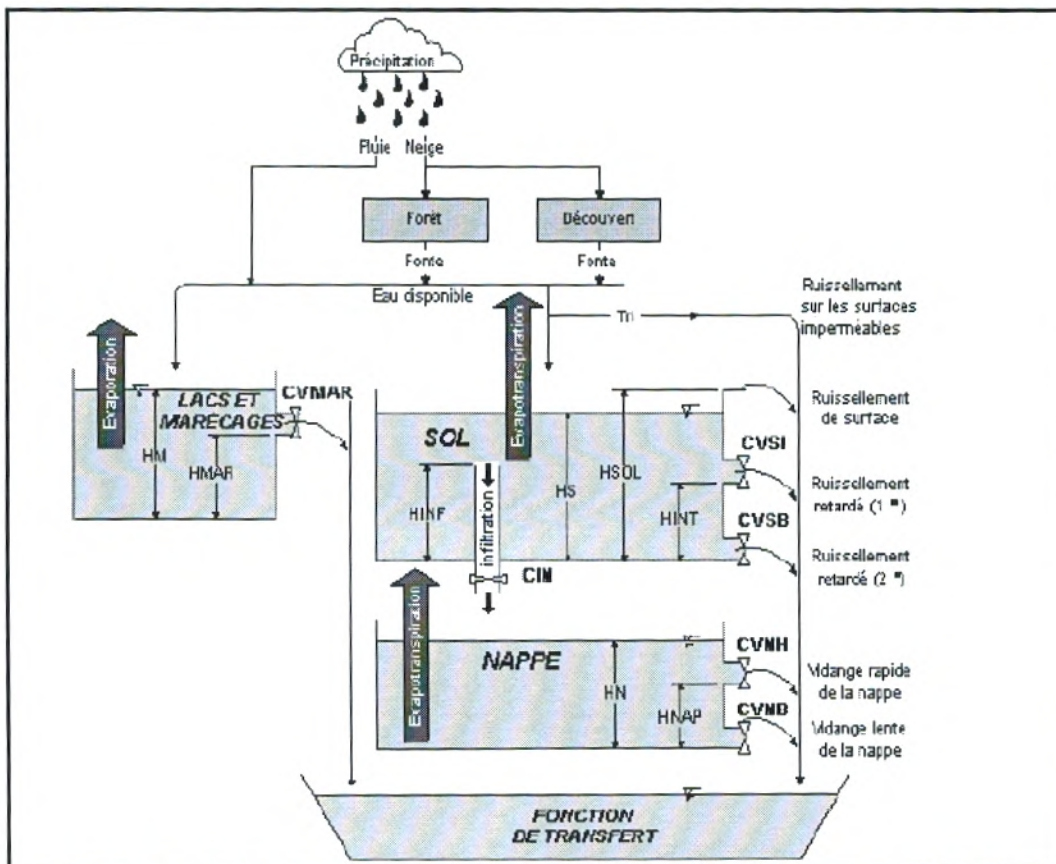 Précipitation
Pluie Neige
Forêt Découvert
Fonte Fonte
Eau disponible
Ruissellement
sur les surfaces
imperméables
Tri
Evaporation
Evapotranspiration
LACS ET
MARÉCAGES
CVMAR
HM
HMAR
SOL
HS
HSOL
HINF
HINT
infiltration
CIN
Ruissellement
de surface
CVSI
Ruissellement
retardé (1
CVSB
Ruissellement
retardé (2
Evapotranspiration
NAPPE
HN
HNAP
CVNH
Vidange rapide
de la nappe
CVNB
Vidange lente
de la nappe
FONCTION
DE TRANSFERT